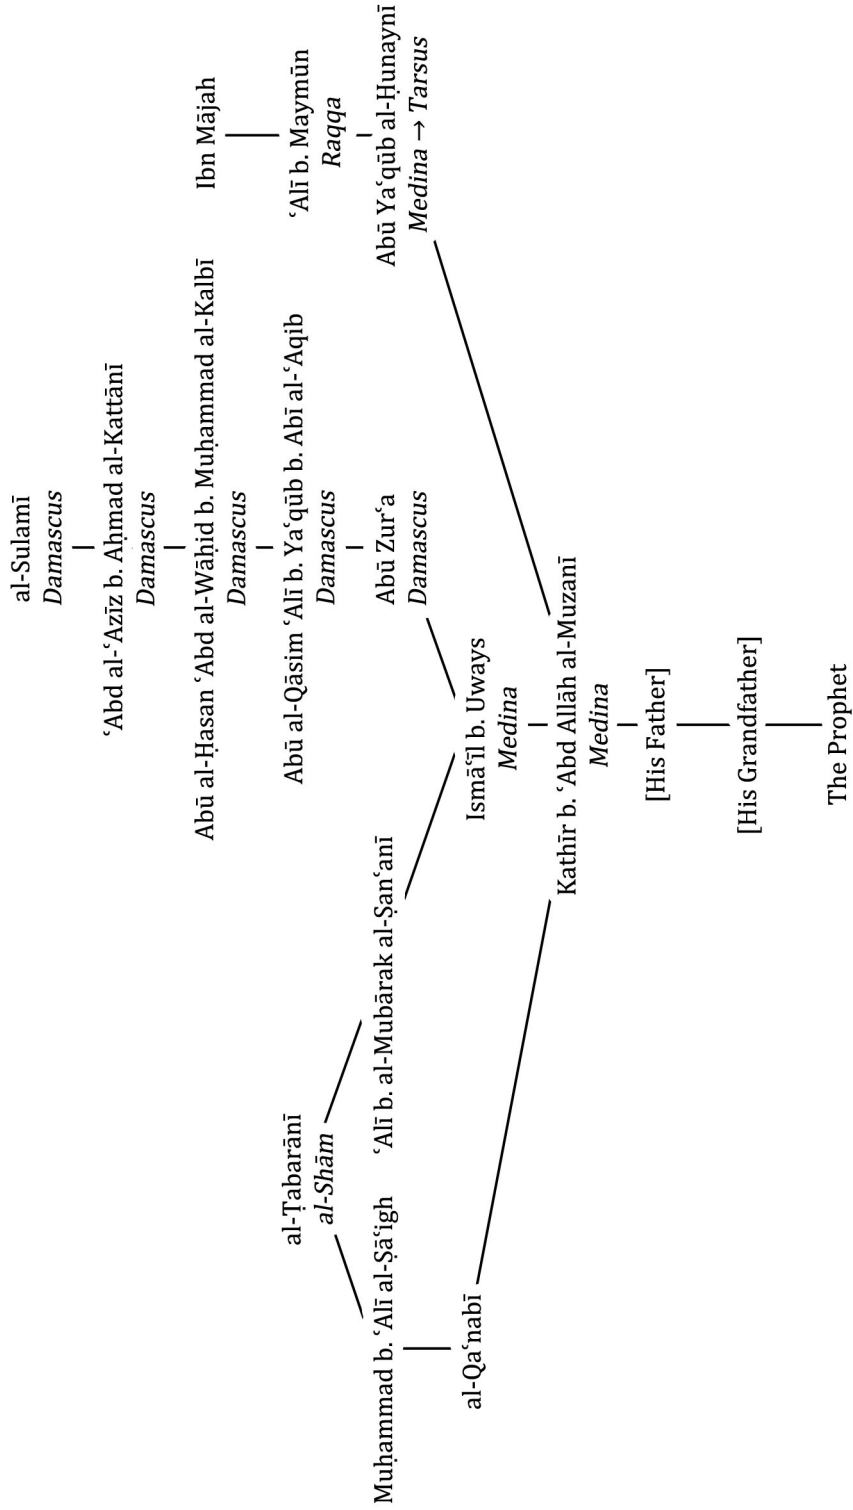 al-Sulamī
Damascus
ʿAbd al-ʿAzīz b. Aḥmad al-Kattānī
Damascus
Abū al-Ḥasan ʿAbd al-Wāḥid b. Muḥammad al-Kalbī
Damascus
Ibn Mājah
al-Ṭabarānī
al-Shām
Abū al-Qāsim ʿAlī b. Yaʿqūb b. Abī al-ʿAqib
Damascus
ʿAlī b. Maymūn
Raqqa
Muḥammad b. ʿAlī al-Ṣāʿigh
ʿAlī b. al-Mubārak al-Ṣanʿanī
Abū Zurʿa
Damascus
Abū Yaʿqūb al-Ḥunaynī
Medina → Tarsus
al-Qaʿnabī
Ismāʿīl b. Uways
Medina
Kathīr b. ʿAbd Allāh al-Muzanī
Medina
[His Father]
[His Grandfather]
The Prophet